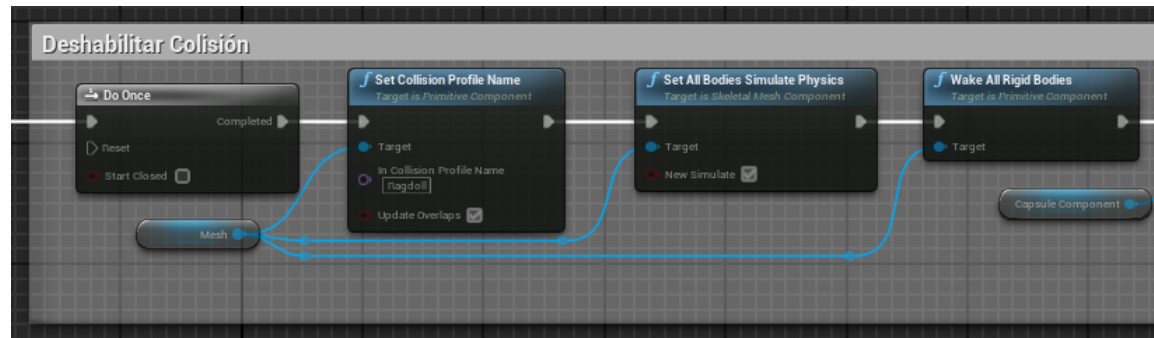 Deshabilitar Colisión
Do Once
Completed
Reset
Start Closed
Mesh
Set Collision Profile Name
Target is Primitive Component
Target
In Collision Profile Name
Ragdoll
Update Overlaps
Set All Bodies Simulate Physics
Target is Skeletal Mesh Component
Target
New Simulate
Wake All Rigid Bodies
Target is Primitive Component
Target
Capsule Component